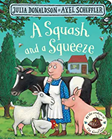 JULIA DONALDSON • AXEL SCHEFFLER
A Squash
and a Squeeze